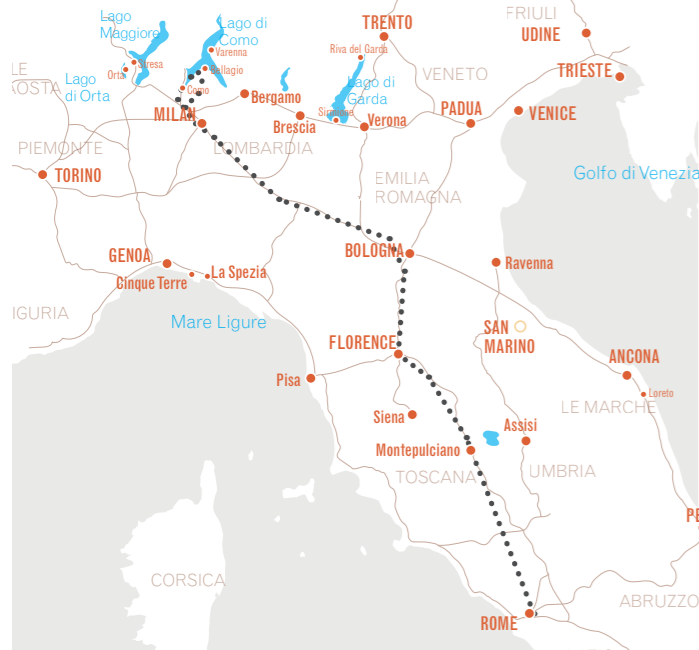 Lago
Maggiore
Lago di
Como
TRENTO
FRIULI
UDINE
Varenna
Riva del Garda
Stresa
Orta
Bellagio
TRIESTE
LE
AOSTA
Lago
di Orta
Como
Lago di
Garda
VENETO
Bergamo
MILAN
Sirmione
PADUA
VENICE
Brescia
Verona
PIEMONTE
LOMBARDIA
TORINO
EMILIA
ROMAGNA
Golfo di Venezia
GENOA
BOLOGNA
Ravenna
Cinque Terre
La Spezia
IGURIA
Mare Ligure
SAN
MARINO
FLORENCE
ANCONA
Pisa
Loreto
LE MARCHE
Siena
Assisi
Montepulciano
TOSCANA
UMBRIA
PE
CORSICA
ABRUZZO
ROME